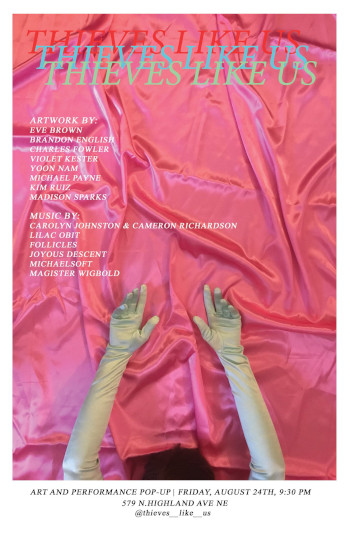 THIEVES LIKE US
THIEVES LIKE US
THIEVES LIKE US
ARTWORK BY:
EVE BROWN
BRANDON ENGLISH
CHARLES FOWLER
VIOLET KESTER
YOON NAM
MICHAEL PAYNE
KIM RUIZ
MADISON SPARKS
MUSIC BY:
CAROLYN JOHNSTON & CAMERON RICHARDSON
LILAC OBIT
FOLLICLES
JOYOUS DESCENT
MICHAELSOFT
MAGISTER WIGBOLD
ART AND PERFORMANCE POP-UP | FRIDAY, AUGUST 24TH, 9:30 PM
579 N.HIGHLAND AVE NE
@thieves__like__us